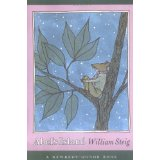 Abel's Island William Steig
A NEWBERY HONOR BOOK